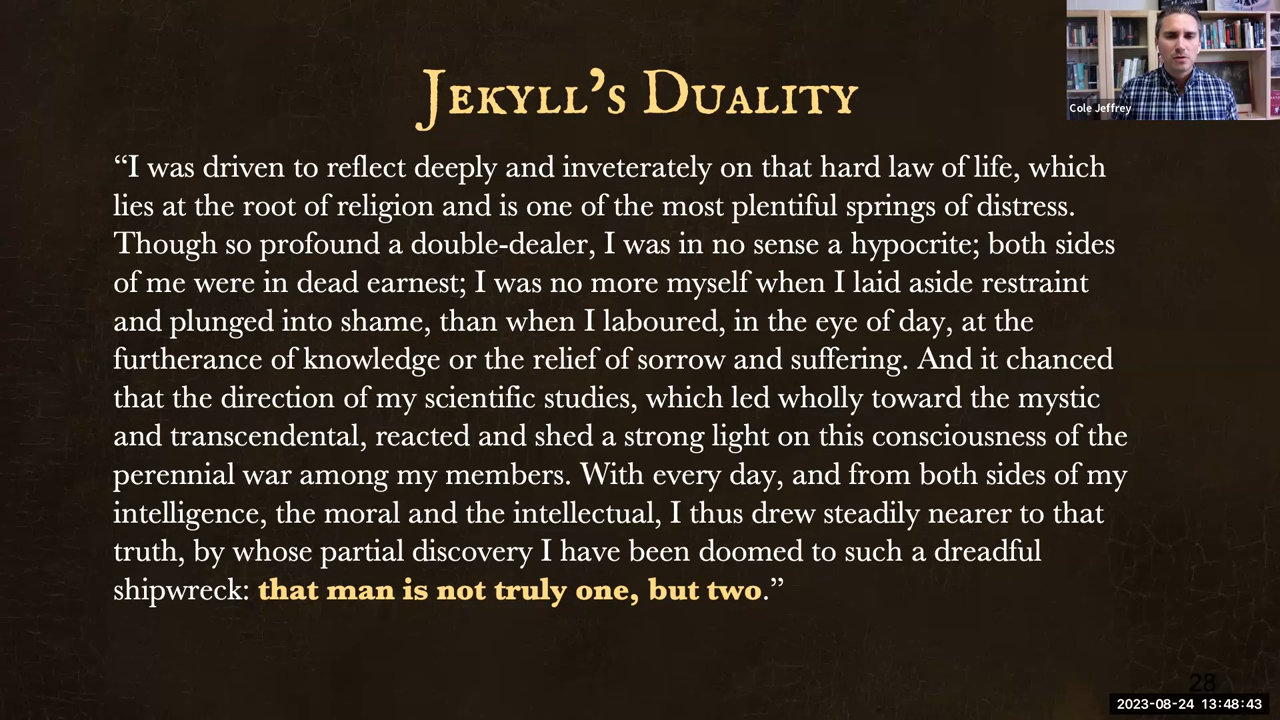 Jekyll’s Duality
Cole Jeffrey
“I was driven to reflect deeply and inveterately on that hard law of life, which
lies at the root of religion and is one of the most plentiful springs of distress.
Though so profound a double-dealer, I was in no sense a hypocrite; both sides
of me were in dead earnest; I was no more myself when I laid aside restraint
and plunged into shame, than when I laboured, in the eye of day, at the
furtherance of knowledge or the relief of sorrow and suffering. And it chanced
that the direction of my scientific studies, which led wholly toward the mystic
and transcendental, reacted and shed a strong light on this consciousness of the
perennial war among my members. With every day, and from both sides of my
intelligence, the moral and the intellectual, I thus drew steadily nearer to that
truth, by whose partial discovery I have been doomed to such a dreadful
shipwreck: that man is not truly one, but two.”
28
2023-08-24 13:48:43